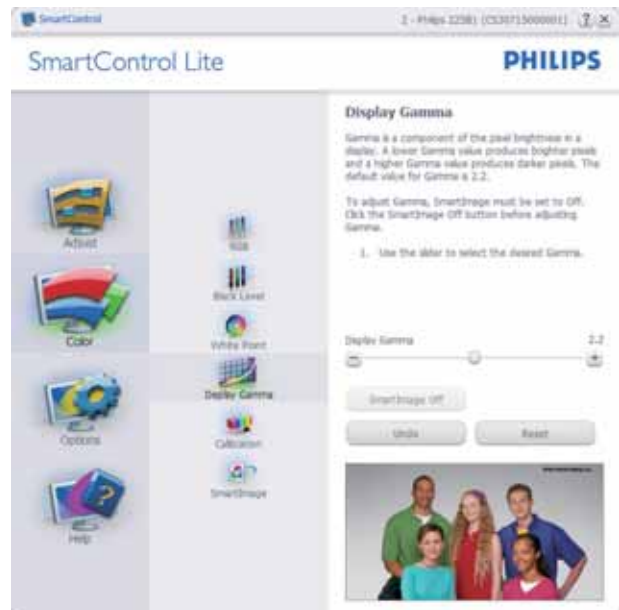 SmartControl
2 - Philips 225B1
SmartControl Lite
PHILIPS
Adjust
Color
Options
Help
RGB
Black Level
White Point
Display Gamma
Calibration
SmartImage
Display Gamma
Gamma is a component of the pixel brightness in a
display. A lower Gamma value produces brighter pixels
and a higher Gamma value produces darker pixels. The
default value for Gamma is 2.2.
To adjust Gamma, SmartImage must be set to Off.
Click the SmartImage Off button before adjusting
Gamma.
1. Use the slider to select the desired Gamma.
Display Gamma 2.2
SmartImage Off
Undo Reset